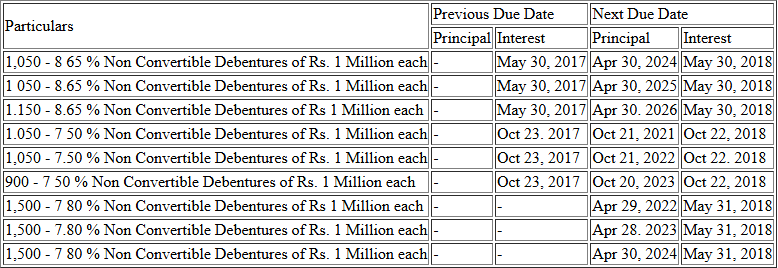 Particulars Previous Due Date Next Due Date
Principal Interest Principal Interest
1,050 - 8 65 % Non Convertible Debentures of Rs. 1 Million each - May 30, 2017 Apr 30, 2024 May 30, 2018
1 050 - 8.65 % Non Convertible Debentures of Rs. 1 Million each - May 30, 2017 Apr 30, 2025 May 30, 2018
1.150 - 8.65 % Non Convertible Debentures of Rs 1 Million each - May 30, 2017 Apr 30. 2026 May 30, 2018
1.050 - 7 50 % Non Convertible Debentures of Rs. 1 Million each - Oct 23, 2017 Oct 21, 2021 Oct 22, 2018
1,050 - 7.50 % Non Convertible Debentures of Rs. 1 Million each - Oct 23, 2017 Oct 21, 2022 Oct 22. 2018
900 - 7 50 % Non Convertible Debentures of Rs. 1 Million each - Oct 23, 2017 Oct 20, 2023 Oct 22, 2018
1,500 - 7 80 % Non Convertible Debentures of Rs 1 Million each - - Apr 29, 2022 May 31, 2018
1,500 - 7.80 % Non Convertible Debentures of Rs. 1 Million each - - Apr 28. 2023 May 31, 2018
1,500 - 7 80 % Non Convertible Debentures of Rs. 1 Million each - - Apr 30, 2024 May 31, 2018